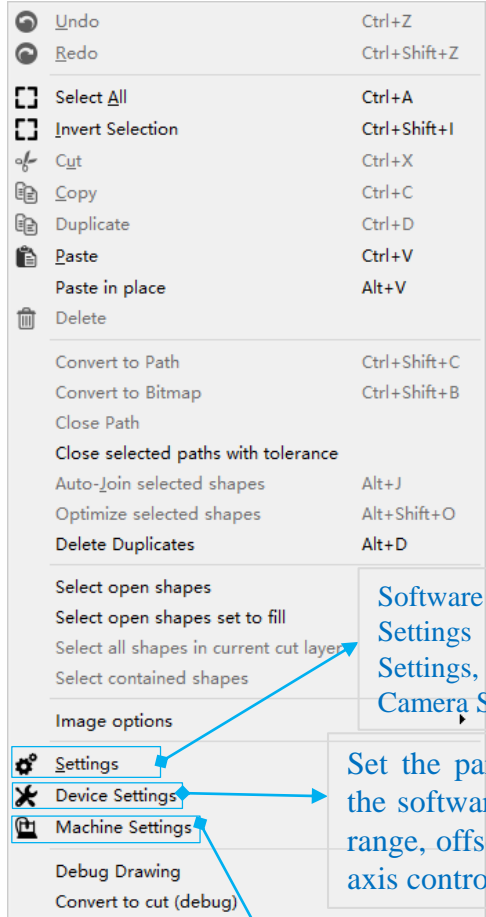 Undo Ctrl+Z
Redo Ctrl+Shift+Z
Select All Ctrl+A
Invert Selection Ctrl+Shift+I
Cut Ctrl+X
Copy Ctrl+C
Duplicate Ctrl+D
Paste Ctrl+V
Paste in place Alt+V
Delete
Convert to Path Ctrl+Shift+C
Convert to Bitmap Ctrl+Shift+B
Close Path
Close selected paths with tolerance
Auto-Join selected shapes Alt+J
Optimize selected shapes Alt+Shift+O
Delete Duplicates Alt+D
Select open shapes
Select open shapes set to fill
Select all shapes in current cut layer
Select contained shapes
Image options
Settings
Device Settings
Machine Settings
Debug Drawing
Convert to cut (debug)
Software
Settings
Settings,
Camera S
Set the pa
the softwar
range, offs
axis contro